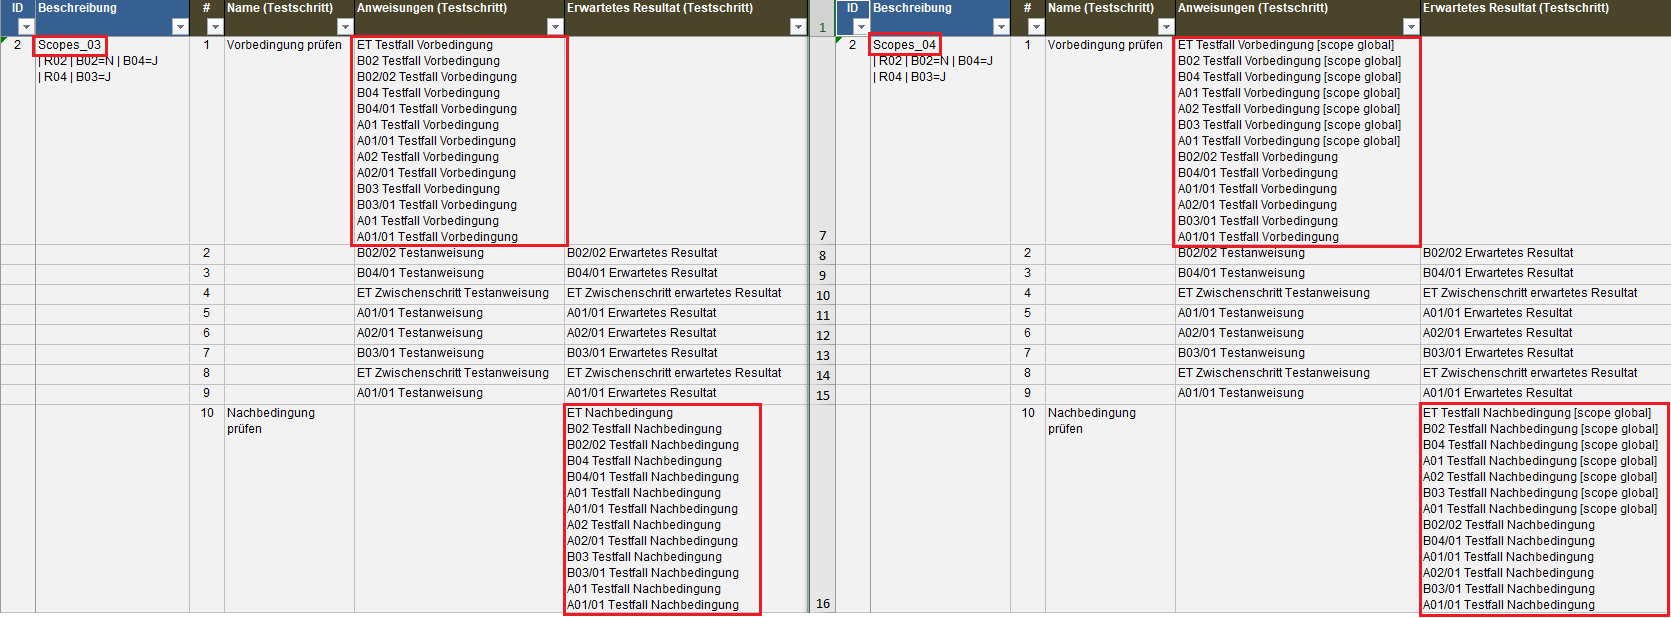 ID Beschreibung # Name (Testschritt) Anweisungen (Testschritt) Erwartetes Resultat (Testschritt)
2 Scopes_03 1 Vorbedingung prüfen ET Testfall Vorbedingung
| R02 | B02=N | B04=J B02 Testfall Vorbedingung
| R04 | B03=J B02/02 Testfall Vorbedingung
B04 Testfall Vorbedingung
B04/01 Testfall Vorbedingung
A01 Testfall Vorbedingung
A01/01 Testfall Vorbedingung
A02 Testfall Vorbedingung
A02/01 Testfall Vorbedingung
B03 Testfall Vorbedingung
B03/01 Testfall Vorbedingung
A01 Testfall Vorbedingung
A01/01 Testfall Vorbedingung
2 B02/02 Testanweisung B02/02 Erwartetes Resultat
3 B04/01 Testanweisung B04/01 Erwartetes Resultat
4 ET Zwischenschritt Testanweisung ET Zwischenschritt erwartetes Resultat
5 A01/01 Testanweisung A01/01 Erwartetes Resultat
6 A02/01 Testanweisung A02/01 Erwartetes Resultat
7 B03/01 Testanweisung B03/01 Erwartetes Resultat
8 ET Zwischenschritt Testanweisung ET Zwischenschritt erwartetes Resultat
9 A01/01 Testanweisung A01/01 Erwartetes Resultat
10 Nachbedingung ET Nachbedingung
prüfen B02 Testfall Nachbedingung
B02/02 Testfall Nachbedingung
B04 Testfall Nachbedingung
B04/01 Testfall Nachbedingung
A01 Testfall Nachbedingung
A01/01 Testfall Nachbedingung
A02 Testfall Nachbedingung
A02/01 Testfall Nachbedingung
B03 Testfall Nachbedingung
B03/01 Testfall Nachbedingung
A01 Testfall Nachbedingung
A01/01 Testfall Nachbedingung
1 ID Beschreibung # Name (Testschritt) Anweisungen (Testschritt) Erwartetes Resultat (Testschritt)
2 Scopes_04 1 Vorbedingung prüfen ET Testfall Vorbedingung [scope global]
| R02 | B02=N | B04=J B02 Testfall Vorbedingung [scope global]
| R04 | B03=J B04 Testfall Vorbedingung [scope global]
A01 Testfall Vorbedingung [scope global]
A02 Testfall Vorbedingung [scope global]
B03 Testfall Vorbedingung [scope global]
A01 Testfall Vorbedingung [scope global]
B02/02 Testfall Vorbedingung
B04/01 Testfall Vorbedingung
A01/01 Testfall Vorbedingung
A02/01 Testfall Vorbedingung
B03/01 Testfall Vorbedingung
7 A01/01 Testfall Vorbedingung
8 2 B02/02 Testanweisung B02/02 Erwartetes Resultat
9 3 B04/01 Testanweisung B04/01 Erwartetes Resultat
10 4 ET Zwischenschritt Testanweisung ET Zwischenschritt erwartetes Resultat
11 5 A01/01 Testanweisung A01/01 Erwartetes Resultat
12 6 A02/01 Testanweisung A02/01 Erwartetes Resultat
13 7 B03/01 Testanweisung B03/01 Erwartetes Resultat
14 8 ET Zwischenschritt Testanweisung ET Zwischenschritt erwartetes Resultat
15 9 A01/01 Testanweisung A01/01 Erwartetes Resultat
10 Nachbedingung ET Testfall Nachbedingung [scope global]
prüfen B02 Testfall Nachbedingung [scope global]
B04 Testfall Nachbedingung [scope global]
A01 Testfall Nachbedingung [scope global]
A02 Testfall Nachbedingung [scope global]
B03 Testfall Nachbedingung [scope global]
A01 Testfall Nachbedingung [scope global]
B02/02 Testfall Nachbedingung
B04/01 Testfall Nachbedingung
A01/01 Testfall Nachbedingung
A02/01 Testfall Nachbedingung
B03/01 Testfall Nachbedingung
16 A01/01 Testfall Nachbedingung